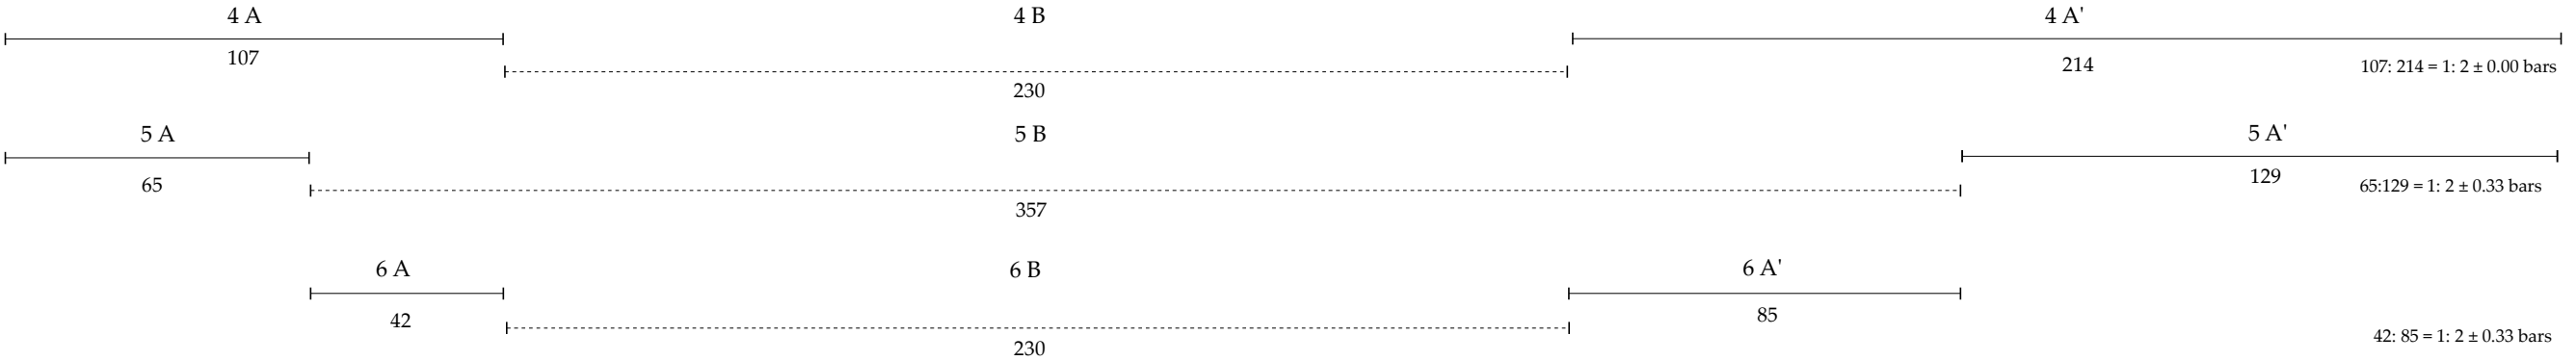 4 A 4 B 4 A'
107 230 214 107: 214 = 1: 2 ± 0.00 bars
5 A 5 B 5 A'
65 357 129 65:129 = 1: 2 ± 0.33 bars
6 A 6 B 6 A'
42 230 85 42: 85 = 1: 2 ± 0.33 bars